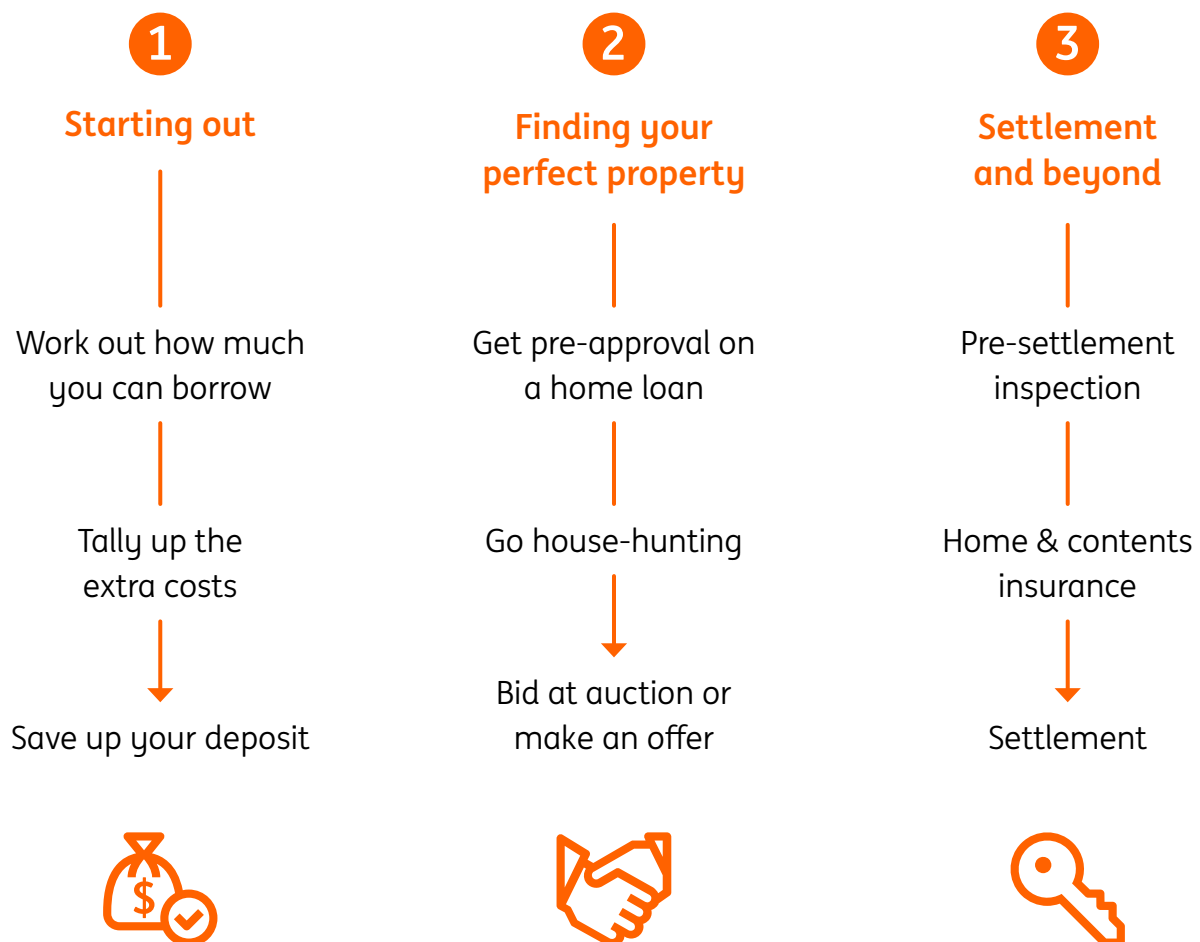 1
Starting out
Work out how much
you can borrow
Tally up the
extra costs
Save up your deposit
$
2
Finding your
perfect property
Get pre-approval on
a home loan
Go house-hunting
Bid at auction or
make an offer
3
Settlement
and beyond
Pre-settlement
inspection
Home & contents
insurance
Settlement